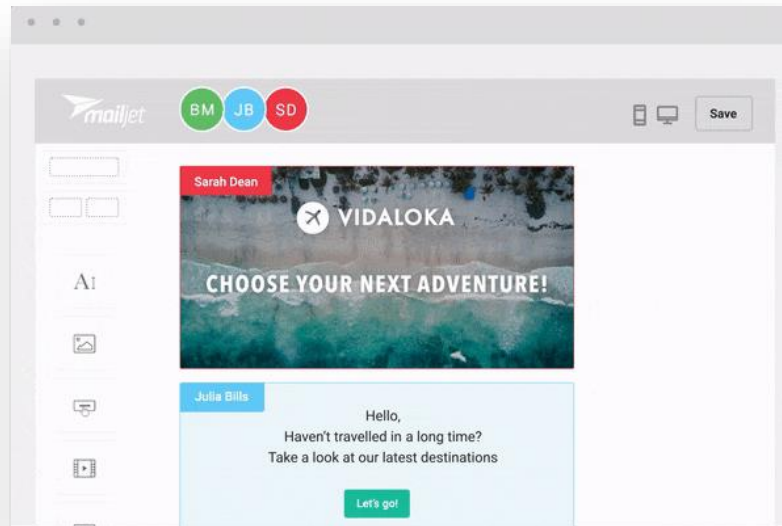 mailjet
BM JB SD
Save
Sarah Dean
VIDALOKA
CHOOSE YOUR NEXT ADVENTURE!
A
Julia Bills
Hello,
Haven't travelled in a long time?
Take a look at our latest destinations
Let's go!